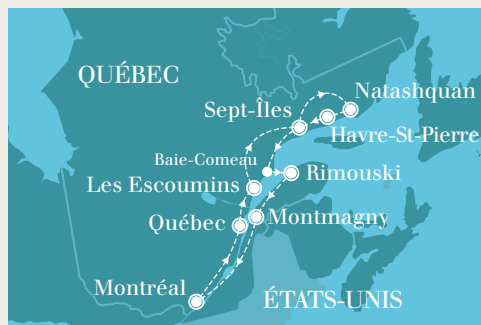 QUÉBEC
Natashquan
Sept-Îles
Havre-St-Pierre
Baie-Comeau
Rimouski
Les Escoumins
Québec
Montmagny
Montréal
ÉTATS-UNIS